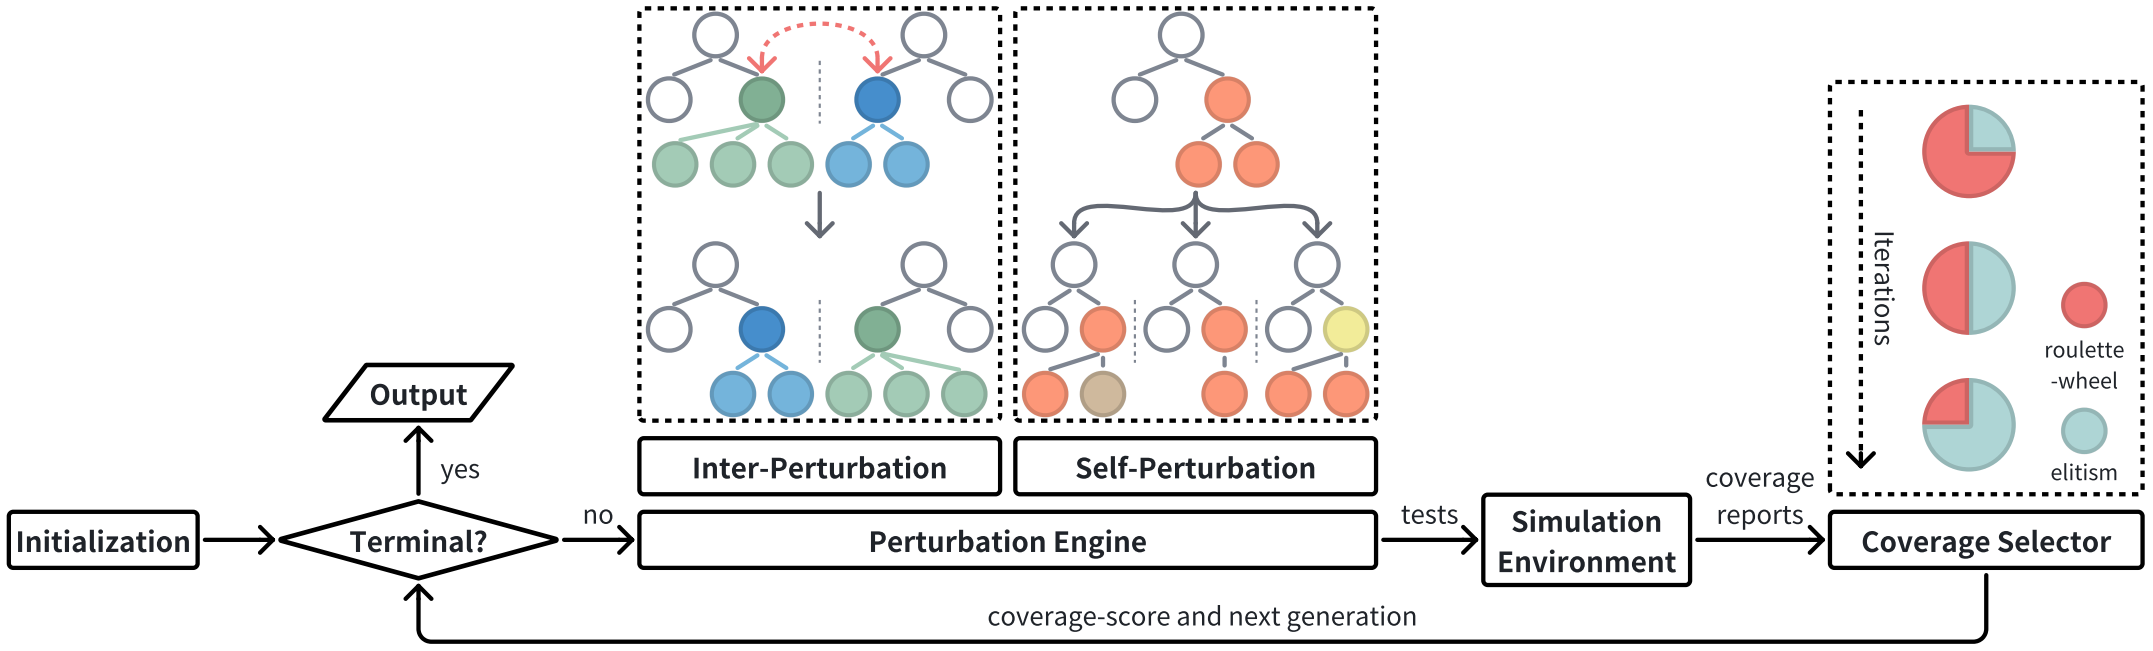 Initialization
Terminal?
yes
Output
no
Inter-Perturbation
Self-Perturbation
Perturbation Engine
tests
Simulation
Environment
coverage
reports
Iterations
roulette
-wheel
elitism
Coverage Selector
coverage-score and next generation